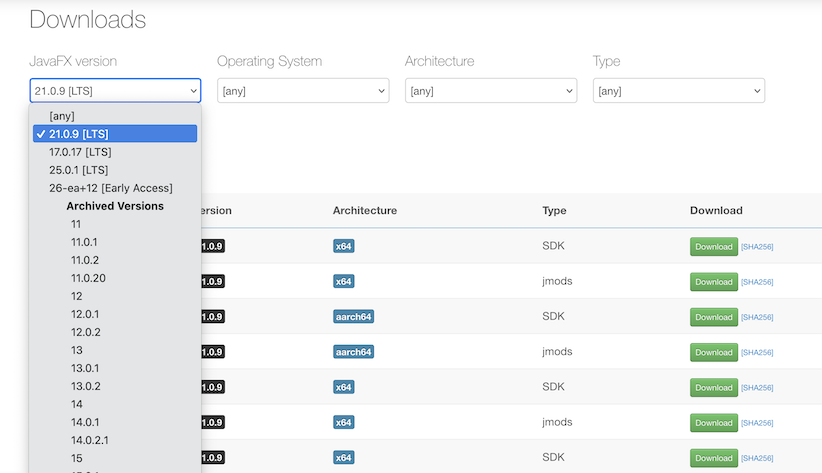 Downloads
JavaFX version Operating System Architecture Type
21.0.9 [LTS] [any] [any] [any]
[any]
✓ 21.0.9 [LTS]
17.0.17 [LTS]
25.0.1 [LTS]
26-ea+12 [Early Access]
Archived Versions
11
11.0.1
11.0.2
11.0.20
12
12.0.1
12.0.2
13
13.0.1
13.0.2
14
14.0.1
14.0.2.1
15
ersion Architecture Type Download
1.0.9 x64 SDK Download [SHA256]
1.0.9 x64 jmods Download [SHA256]
1.0.9 aarch64 SDK Download [SHA256]
1.0.9 aarch64 jmods Download [SHA256]
1.0.9 x64 SDK Download [SHA256]
1.0.9 x64 jmods Download [SHA256]
1.0.9 x64 SDK Download [SHA256]